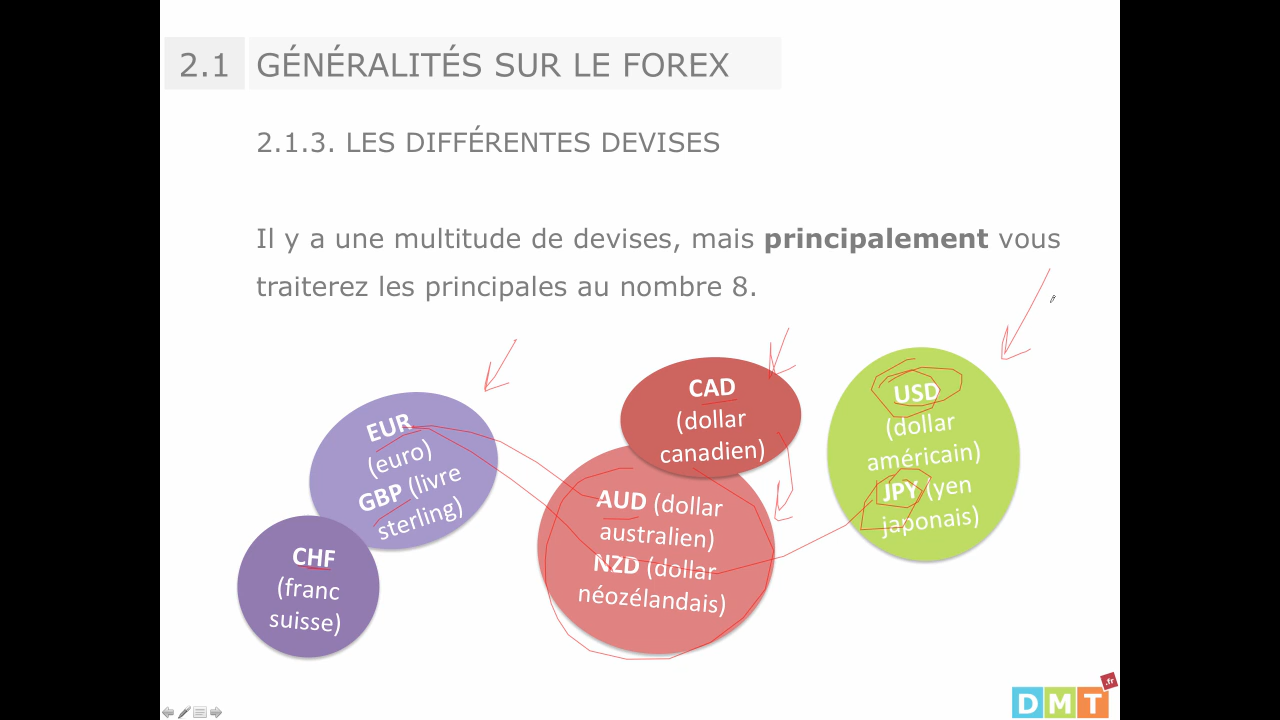 2.1 GÉNÉRALITÉS SUR LE FOREX
2.1.3. LES DIFFÉRENTES DEVISES
Il y a une multitude de devises, mais principalement vous
traiterez les principales au nombre 8.
EUR
(euro)
GBP (livre
sterling)
CHF
(franc
suisse)
CAD
(dollar
canadien)
AUD (dollar
australien)
NZD (dollar
néozélandais)
USD
(dollar
américain)
JPY (yen
japonais)
DMT
.fr